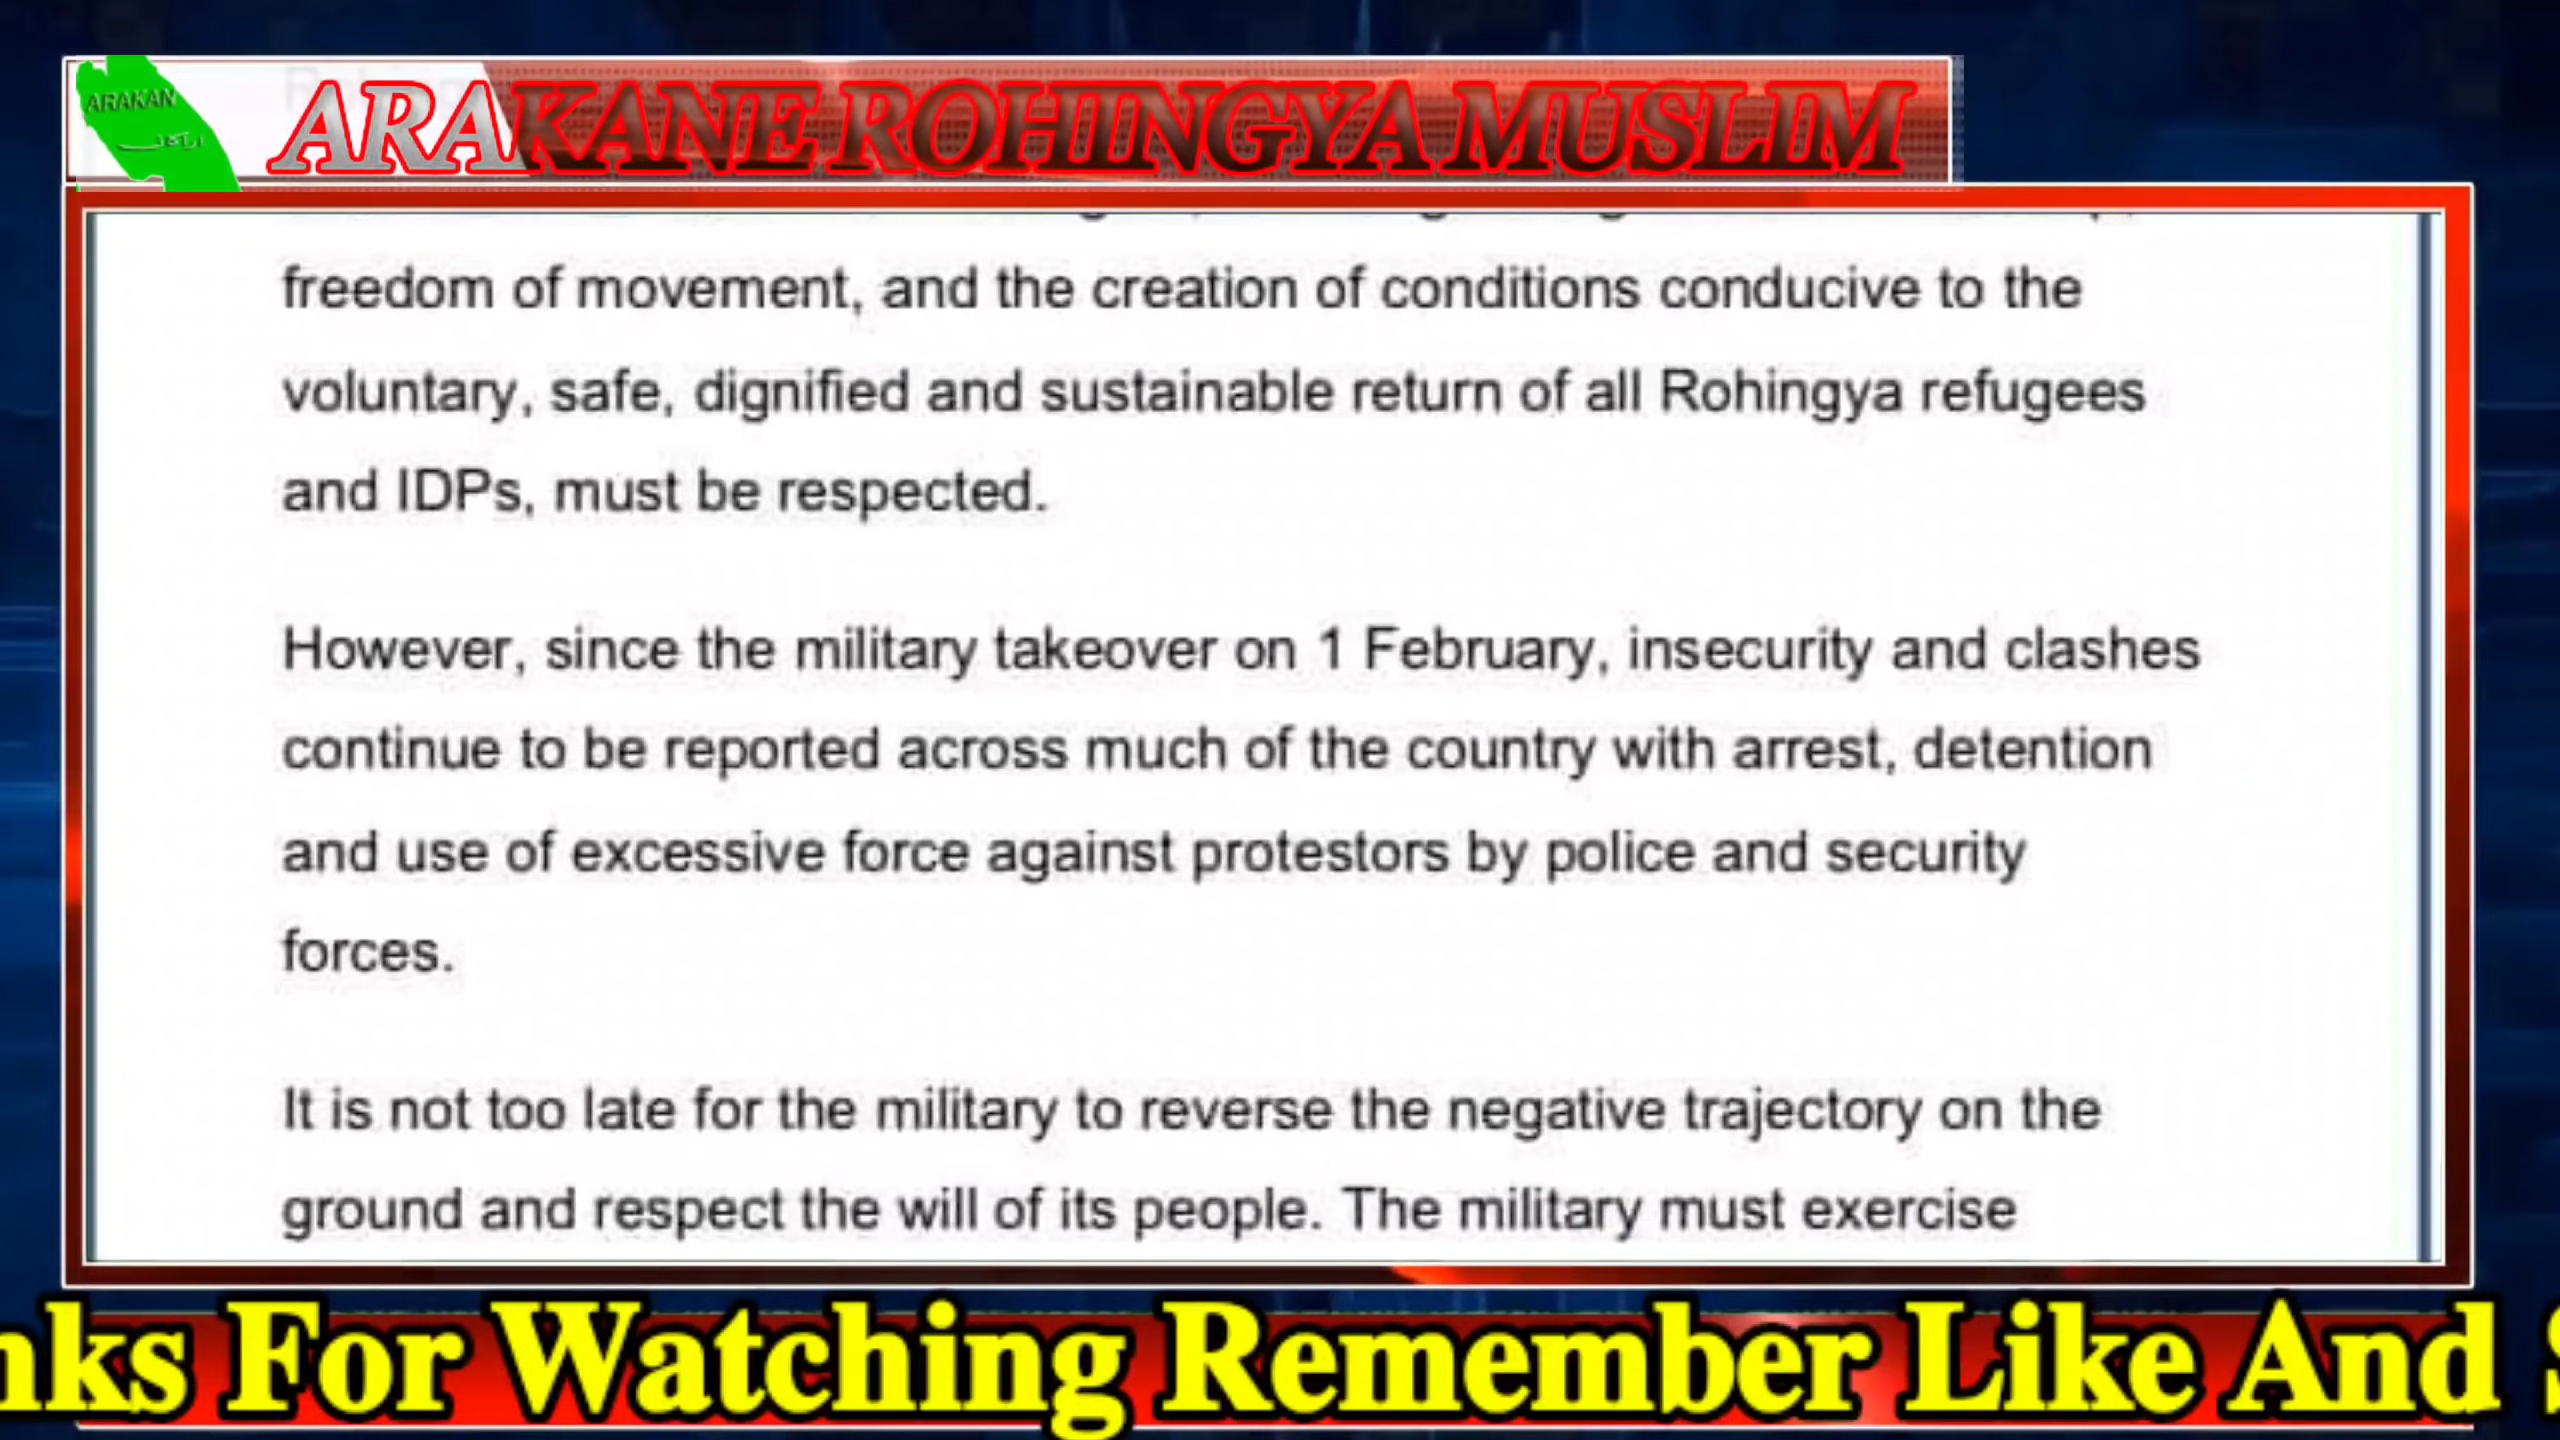 ARAKAN
اراكان
ARAKANE ROHINGYA MUSLIM
freedom of movement, and the creation of conditions conducive to the
voluntary, safe, dignified and sustainable return of all Rohingya refugees
and IDPs, must be respected.
However, since the military takeover on 1 February, insecurity and clashes
continue to be reported across much of the country with arrest, detention
and use of excessive force against protestors by police and security
forces.
It is not too late for the military to reverse the negative trajectory on the
ground and respect the will of its people. The military must exercise
nks For Watching Remember Like And S